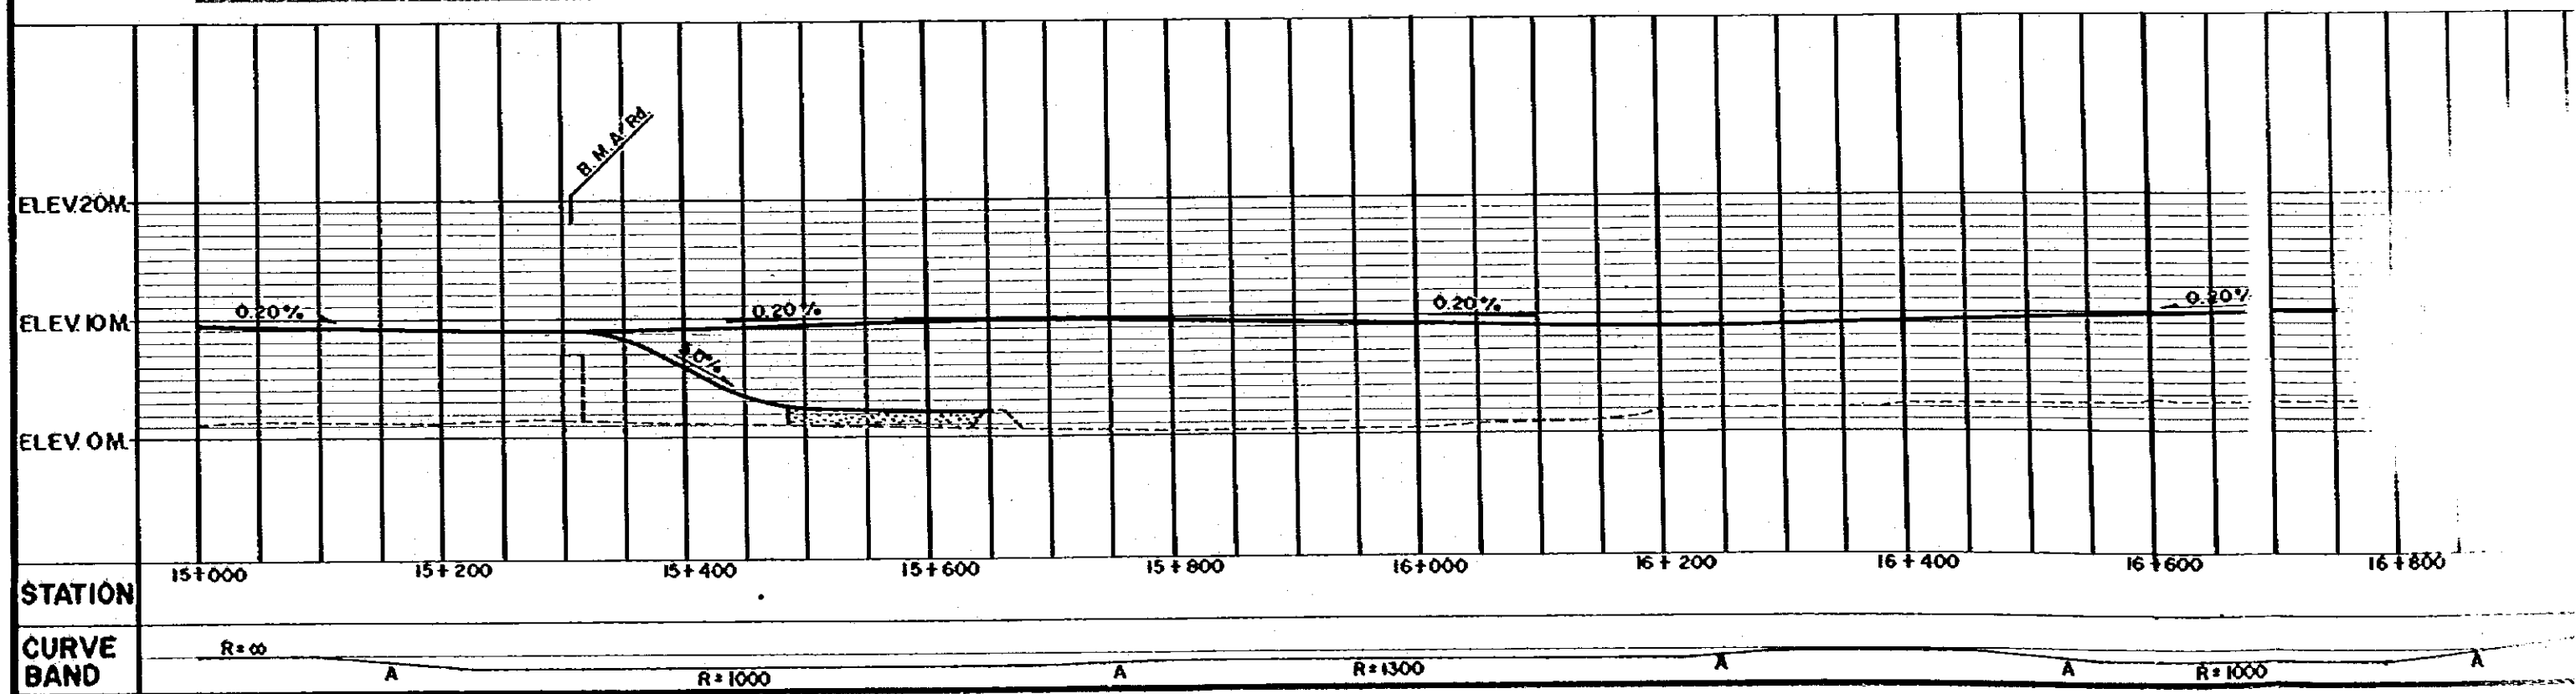 B. M. A. Rd.
ELEV.20M.
0.20%
0.20%
0.20%
0.20%
ELEV.10M.
ELEV. 0M.
15+000
15+200
15+400
15+600
15+800
16+000
16+200
16+400
16+600
16+800
STATION
CURVE
BAND
R=∞
A
R=1000
A
R=1300
A
A
R=1000
A